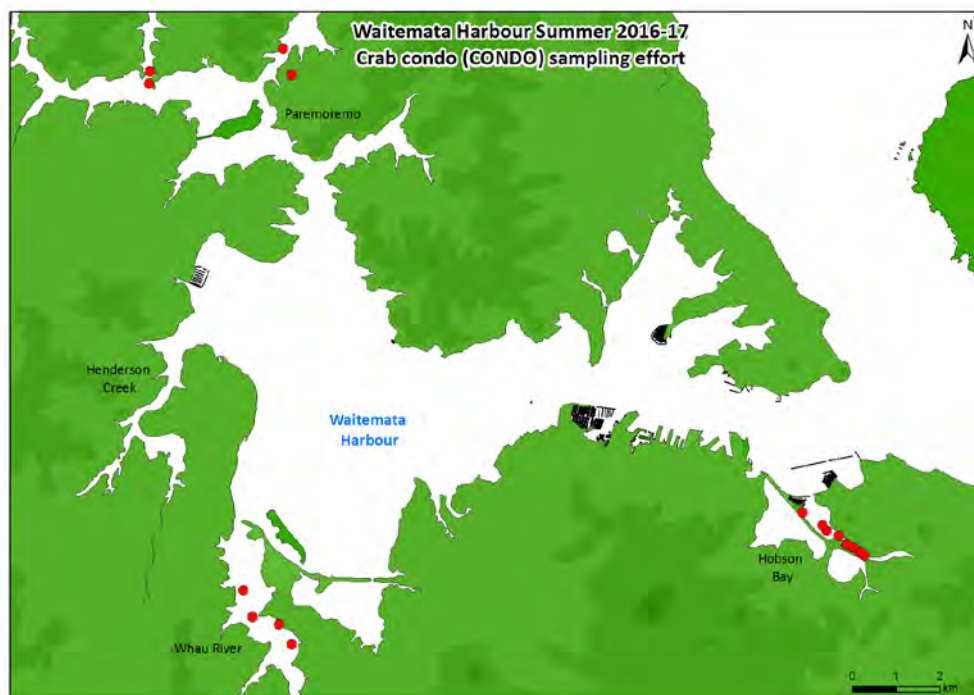 Waitemata Harbour Summer 2016-17
Crab condo (CONDO) sampling effort
N
Paremoremo
Henderson
Creek
Waitemata
Harbour
Hobson
Bay
Whau River
0 1 2
km